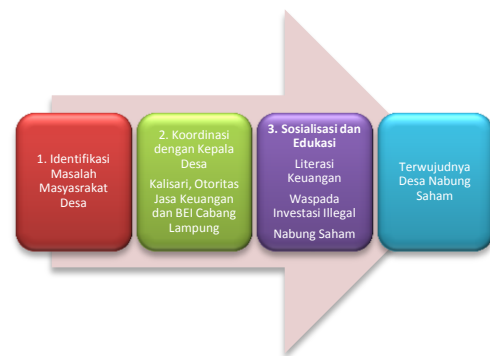 1. Identifikasi
Masalah
Masyasrakat
Desa
2. Koordinasi
dengan Kepala
Desa
Kalisari, Otoritas
Jasa Keuangan
dan BEI Cabang
Lampung
3. Sosialisasi dan
Edukasi
Literasi
Keuangan
Waspada
Investasi Illegal
Nabung Saham
Terwujudnya
Desa Nabung
Saham